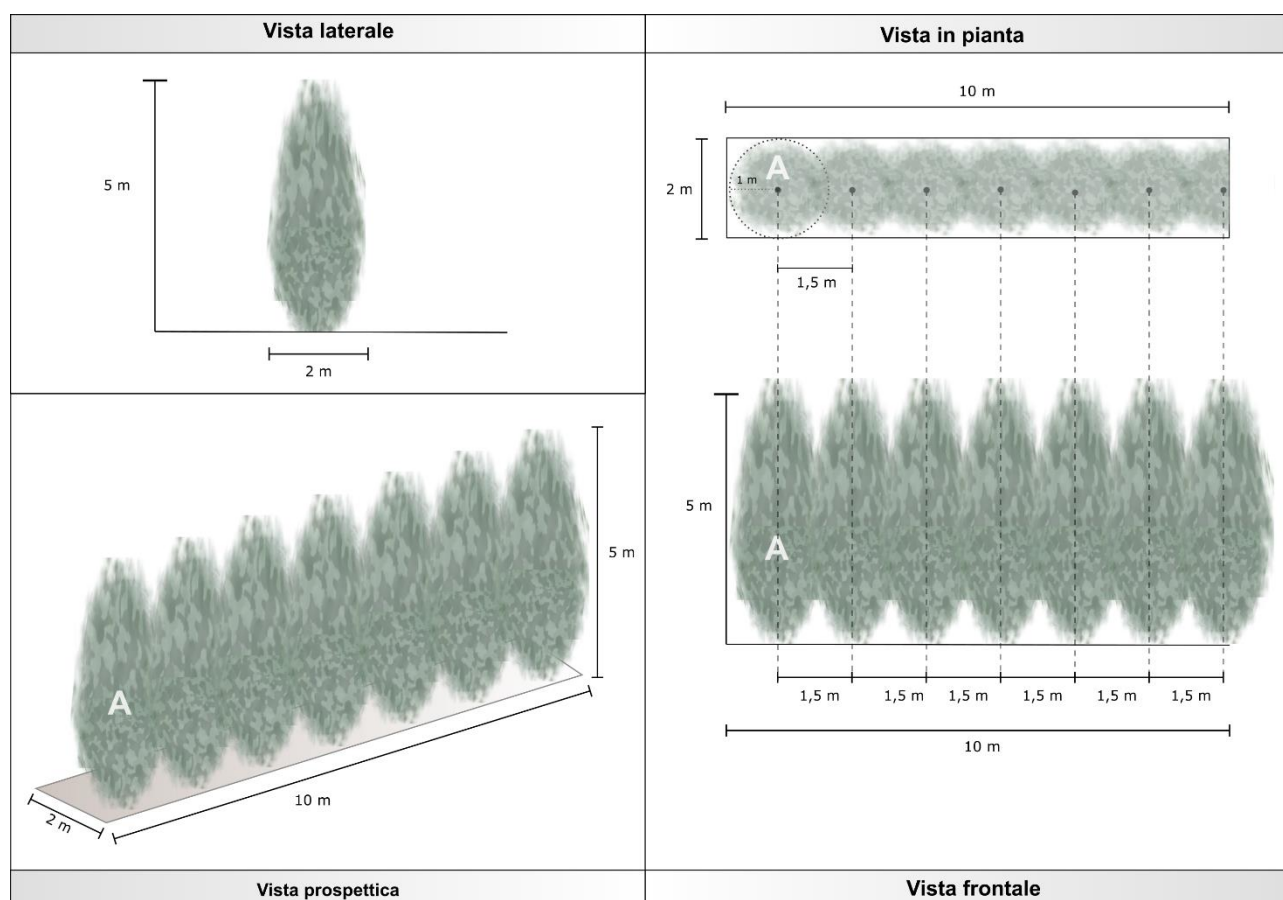 Vista laterale
5 m
2 m
Vista in pianta
10 m
2 m
A
1 m
1,5 m
5 m
A
1,5 m 1,5 m 1,5 m 1,5 m 1,5 m 1,5 m
10 m
Vista frontale
5 m
A
10 m
2 m
Vista prospettica